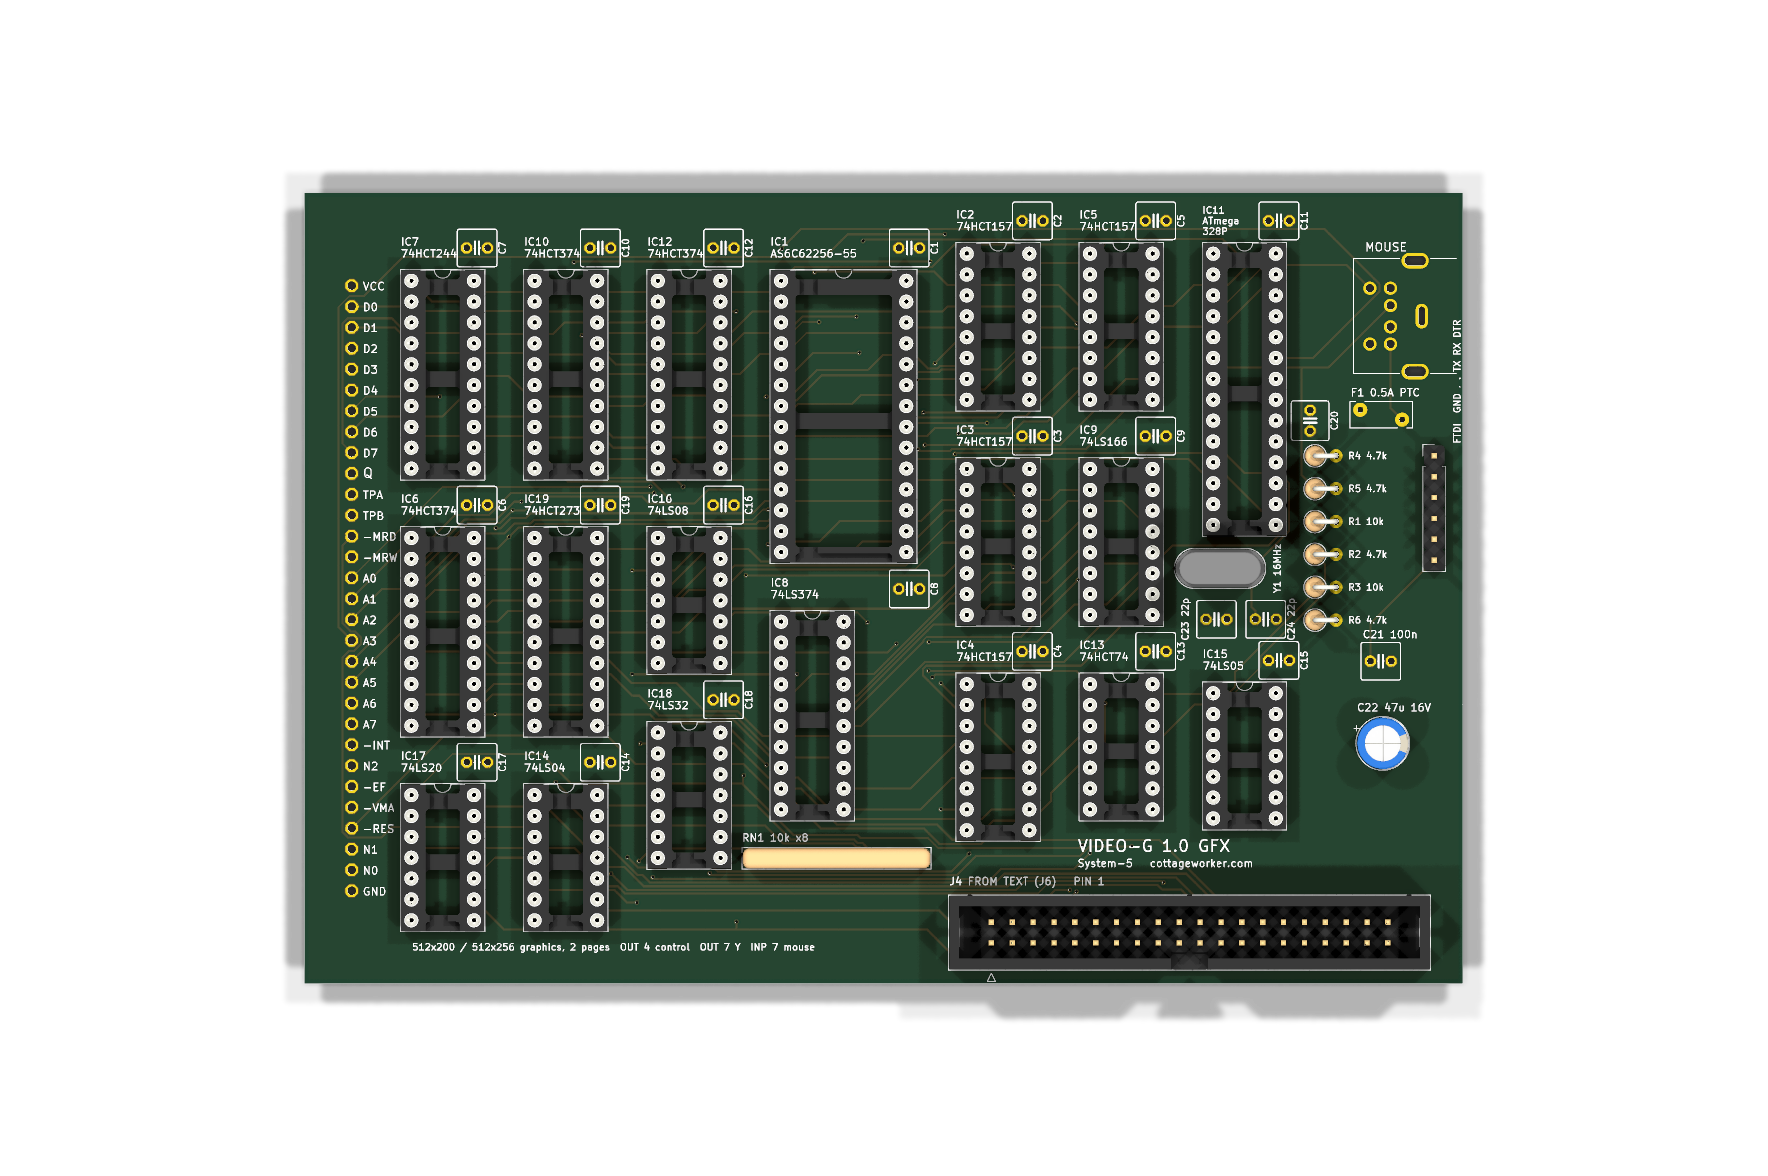 IC2
74HCT157
C2
IC5
74HCT157
C5
IC11
ATmega
328P
C11
MOUSE
IC7
74HCT244
C7
IC10
74HCT374
C10
IC12
74HCT374
C12
IC1
AS6C62256-55
C1
VCC
D0
D1
D2
D3
D4
D5
D6
D7
Q
TPA
TPB
-MRD
-MRW
A0
A1
A2
A3
A4
A5
A6
A7
-INT
N2
-EF
-VMA
-RES
N1
N0
GND
FTDI GND . . TX RX DTR
F1 0.5A PTC
C20
IC3
74HCT157
C3
IC9
74LS166
C9
R4 4.7k
R5 4.7k
R1 10k
R2 4.7k
R3 10k
R6 4.7k
IC6
74HCT374
C6
IC19
74HCT273
C19
IC16
74LS08
C16
Y1 16MHz
IC8
74LS374
C8
C23 22p
C24 22p
C21 100n
IC4
74HCT157
C4
IC13
74HCT74
C13
IC15
74LS05
C15
IC18
74LS32
C18
C22 47u 16V
+
IC17
74LS20
C17
IC14
74LS04
C14
RN1 10k x8
VIDEO-G 1.0 GFX
System-5 cottageworker.com
J4 FROM TEXT (J6) PIN 1
512x200 / 512x256 graphics, 2 pages OUT 4 control OUT 7 Y INP 7 mouse